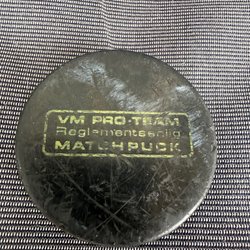 VM PRO-TEAM
Reglementsenlig
MATCHPUCK